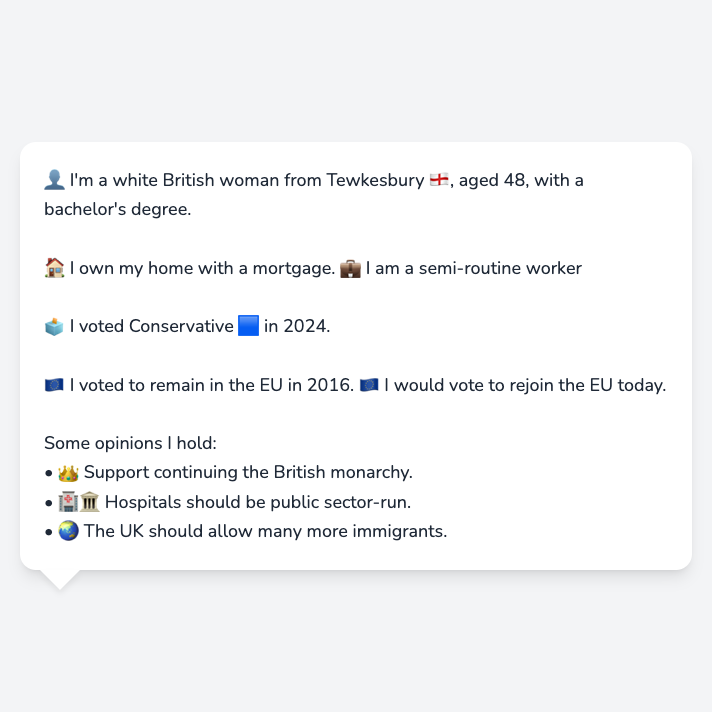 👤 I'm a white British woman from Tewkesbury 🏴󠁧󠁢󠁥󠁮󠁧󠁿, aged 48, with a
bachelor's degree.
🏠 I own my home with a mortgage. 💼 I am a semi-routine worker
🗳️ I voted Conservative 🟦 in 2024.
🇪🇺 I voted to remain in the EU in 2016. 🇪🇺 I would vote to rejoin the EU today.
Some opinions I hold:
• 👑 Support continuing the British monarchy.
• 🏥🏛️ Hospitals should be public sector-run.
• 🌏 The UK should allow many more immigrants.